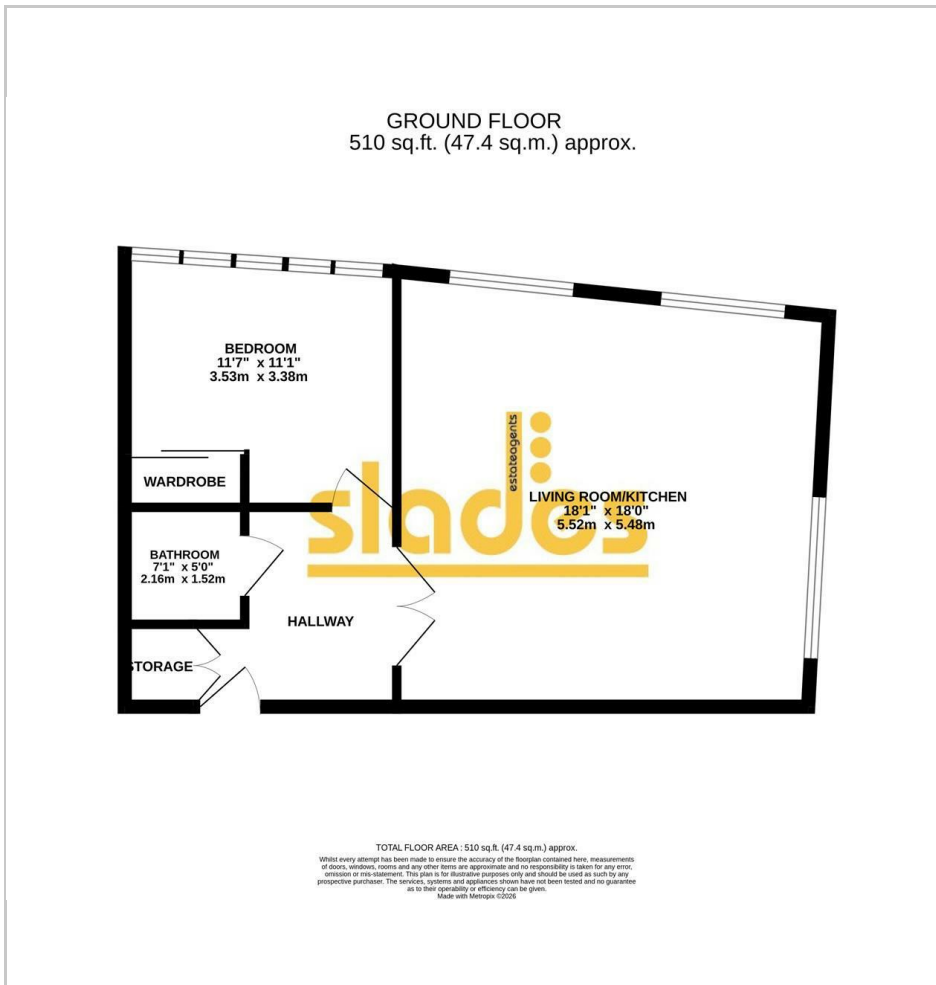 GROUND FLOOR
510 sq.ft. (47.4 sq.m.) approx.
BEDROOM
11'7" x 11'1"
3.53m x 3.38m
WARDROBE
estateagents
slades
LIVING ROOM/KITCHEN
18'1" x 18'0"
5.52m x 5.48m
BATHROOM
7'1" x 5'0"
2.16m x 1.52m
HALLWAY
STORAGE
TOTAL FLOOR AREA : 510 sq.ft. (47.4 sq.m.) approx.
Whilst every attempt has been made to ensure the accuracy of the floorplan contained here, measurements
of doors, windows, rooms and any other items are approximate and no responsibility is taken for any error,
omission or mis-statement. This plan is for illustrative purposes only and should be used as such by any
prospective purchaser. The services, systems and appliances shown have not been tested and no guarantee
as to their operability or efficiency can be given.
Made with Metropix ©2026